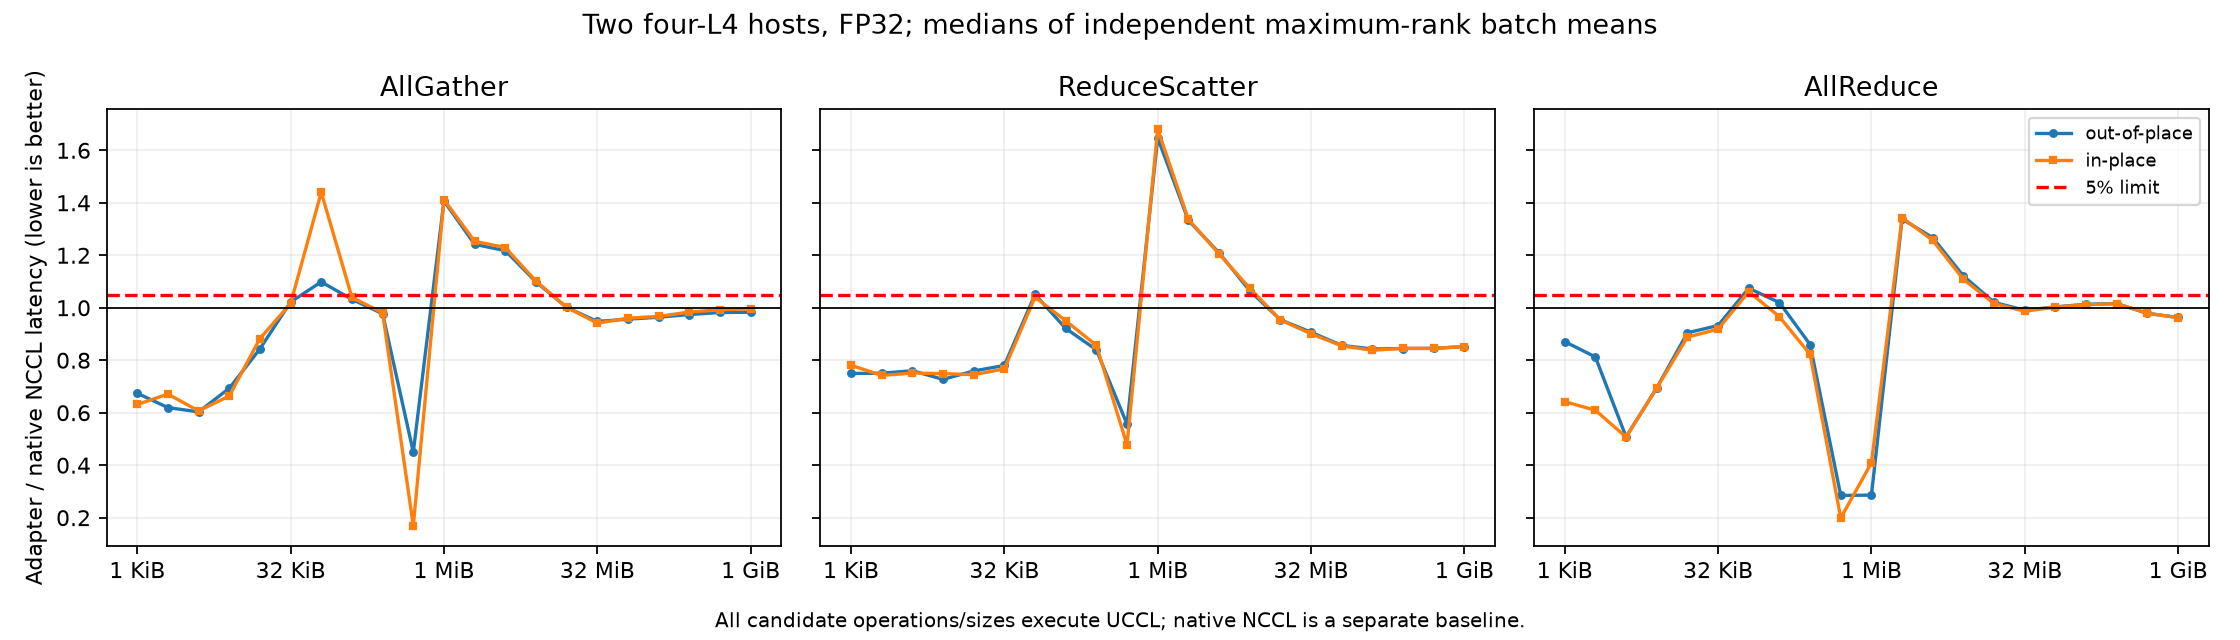 Two four-L4 hosts, FP32; medians of independent maximum-rank batch means
Adapter / native NCCL latency (lower is better)
AllGather
1.6
1.4
1.2
1.0
0.8
0.6
0.4
0.2
1 KiB
32 KiB
1 MiB
32 MiB
1 GiB
ReduceScatter
1 KiB
32 KiB
1 MiB
32 MiB
1 GiB
AllReduce
out-of-place
in-place
5% limit
1 KiB
32 KiB
1 MiB
32 MiB
1 GiB
All candidate operations/sizes execute UCCL; native NCCL is a separate baseline.